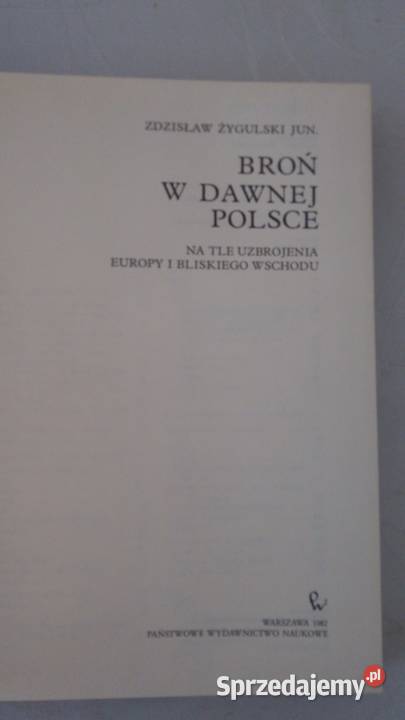 ZDZISŁAW ŻYGULSKI JUN.
BROŃ
W DAWNEJ
POLSCE
NA TLE UZBROJENIA
EUROPY I BLISKIEGO WSCHODU
WARSZAWA 1982
PAŃSTWOWE WYDAWNICTWO NAUKOWE
Sprzedajemy.pl